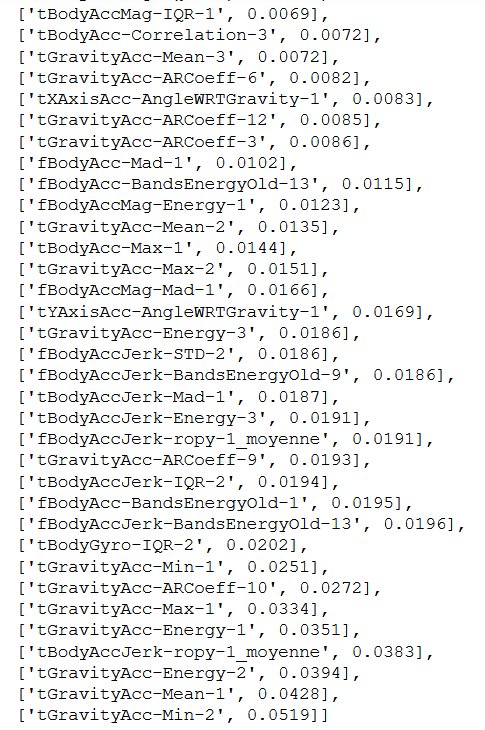 ['tBodyAccMag-IQR-1', 0.0069],
['tBodyAcc-Correlation-3', 0.0072],
['tGravityAcc-Mean-3', 0.0072],
['tGravityAcc-ARCoeff-6', 0.0082],
['tXAxisAcc-AngleWRTGravity-1', 0.0083],
['tGravityAcc-ARCoeff-12', 0.0085],
['tGravityAcc-ARCoeff-3', 0.0086],
['fBodyAcc-Mad-1', 0.0102],
['fBodyAcc-BandsEnergyOld-13', 0.0115],
['fBodyAccMag-Energy-1', 0.0123],
['tGravityAcc-Mean-2', 0.0135],
['tBodyAcc-Max-1', 0.0144],
['tGravityAcc-Max-2', 0.0151],
['fBodyAccMag-Mad-1', 0.0166],
['tYAxisAcc-AngleWRTGravity-1', 0.0169],
['tGravityAcc-Energy-3', 0.0186],
['fBodyAccJerk-STD-2', 0.0186],
['fBodyAccJerk-BandsEnergyOld-9', 0.0186],
['tBodyAccJerk-Mad-1', 0.0187],
['tBodyAccJerk-Energy-3', 0.0191],
['fBodyAccJerk-ropy-1_moyenne', 0.0191],
['tGravityAcc-ARCoeff-9', 0.0193],
['tBodyAccJerk-IQR-2', 0.0194],
['fBodyAcc-BandsEnergyOld-1', 0.0195],
['fBodyAccJerk-BandsEnergyOld-13', 0.0196],
['tBodyGyro-IQR-2', 0.0202],
['tGravityAcc-Min-1', 0.0251],
['tGravityAcc-ARCoeff-10', 0.0272],
['tGravityAcc-Max-1', 0.0334],
['tGravityAcc-Energy-1', 0.0351],
['tBodyAccJerk-ropy-1_moyenne', 0.0383],
['tGravityAcc-Energy-2', 0.0394],
['tGravityAcc-Mean-1', 0.0428],
['tGravityAcc-Min-2', 0.0519]]